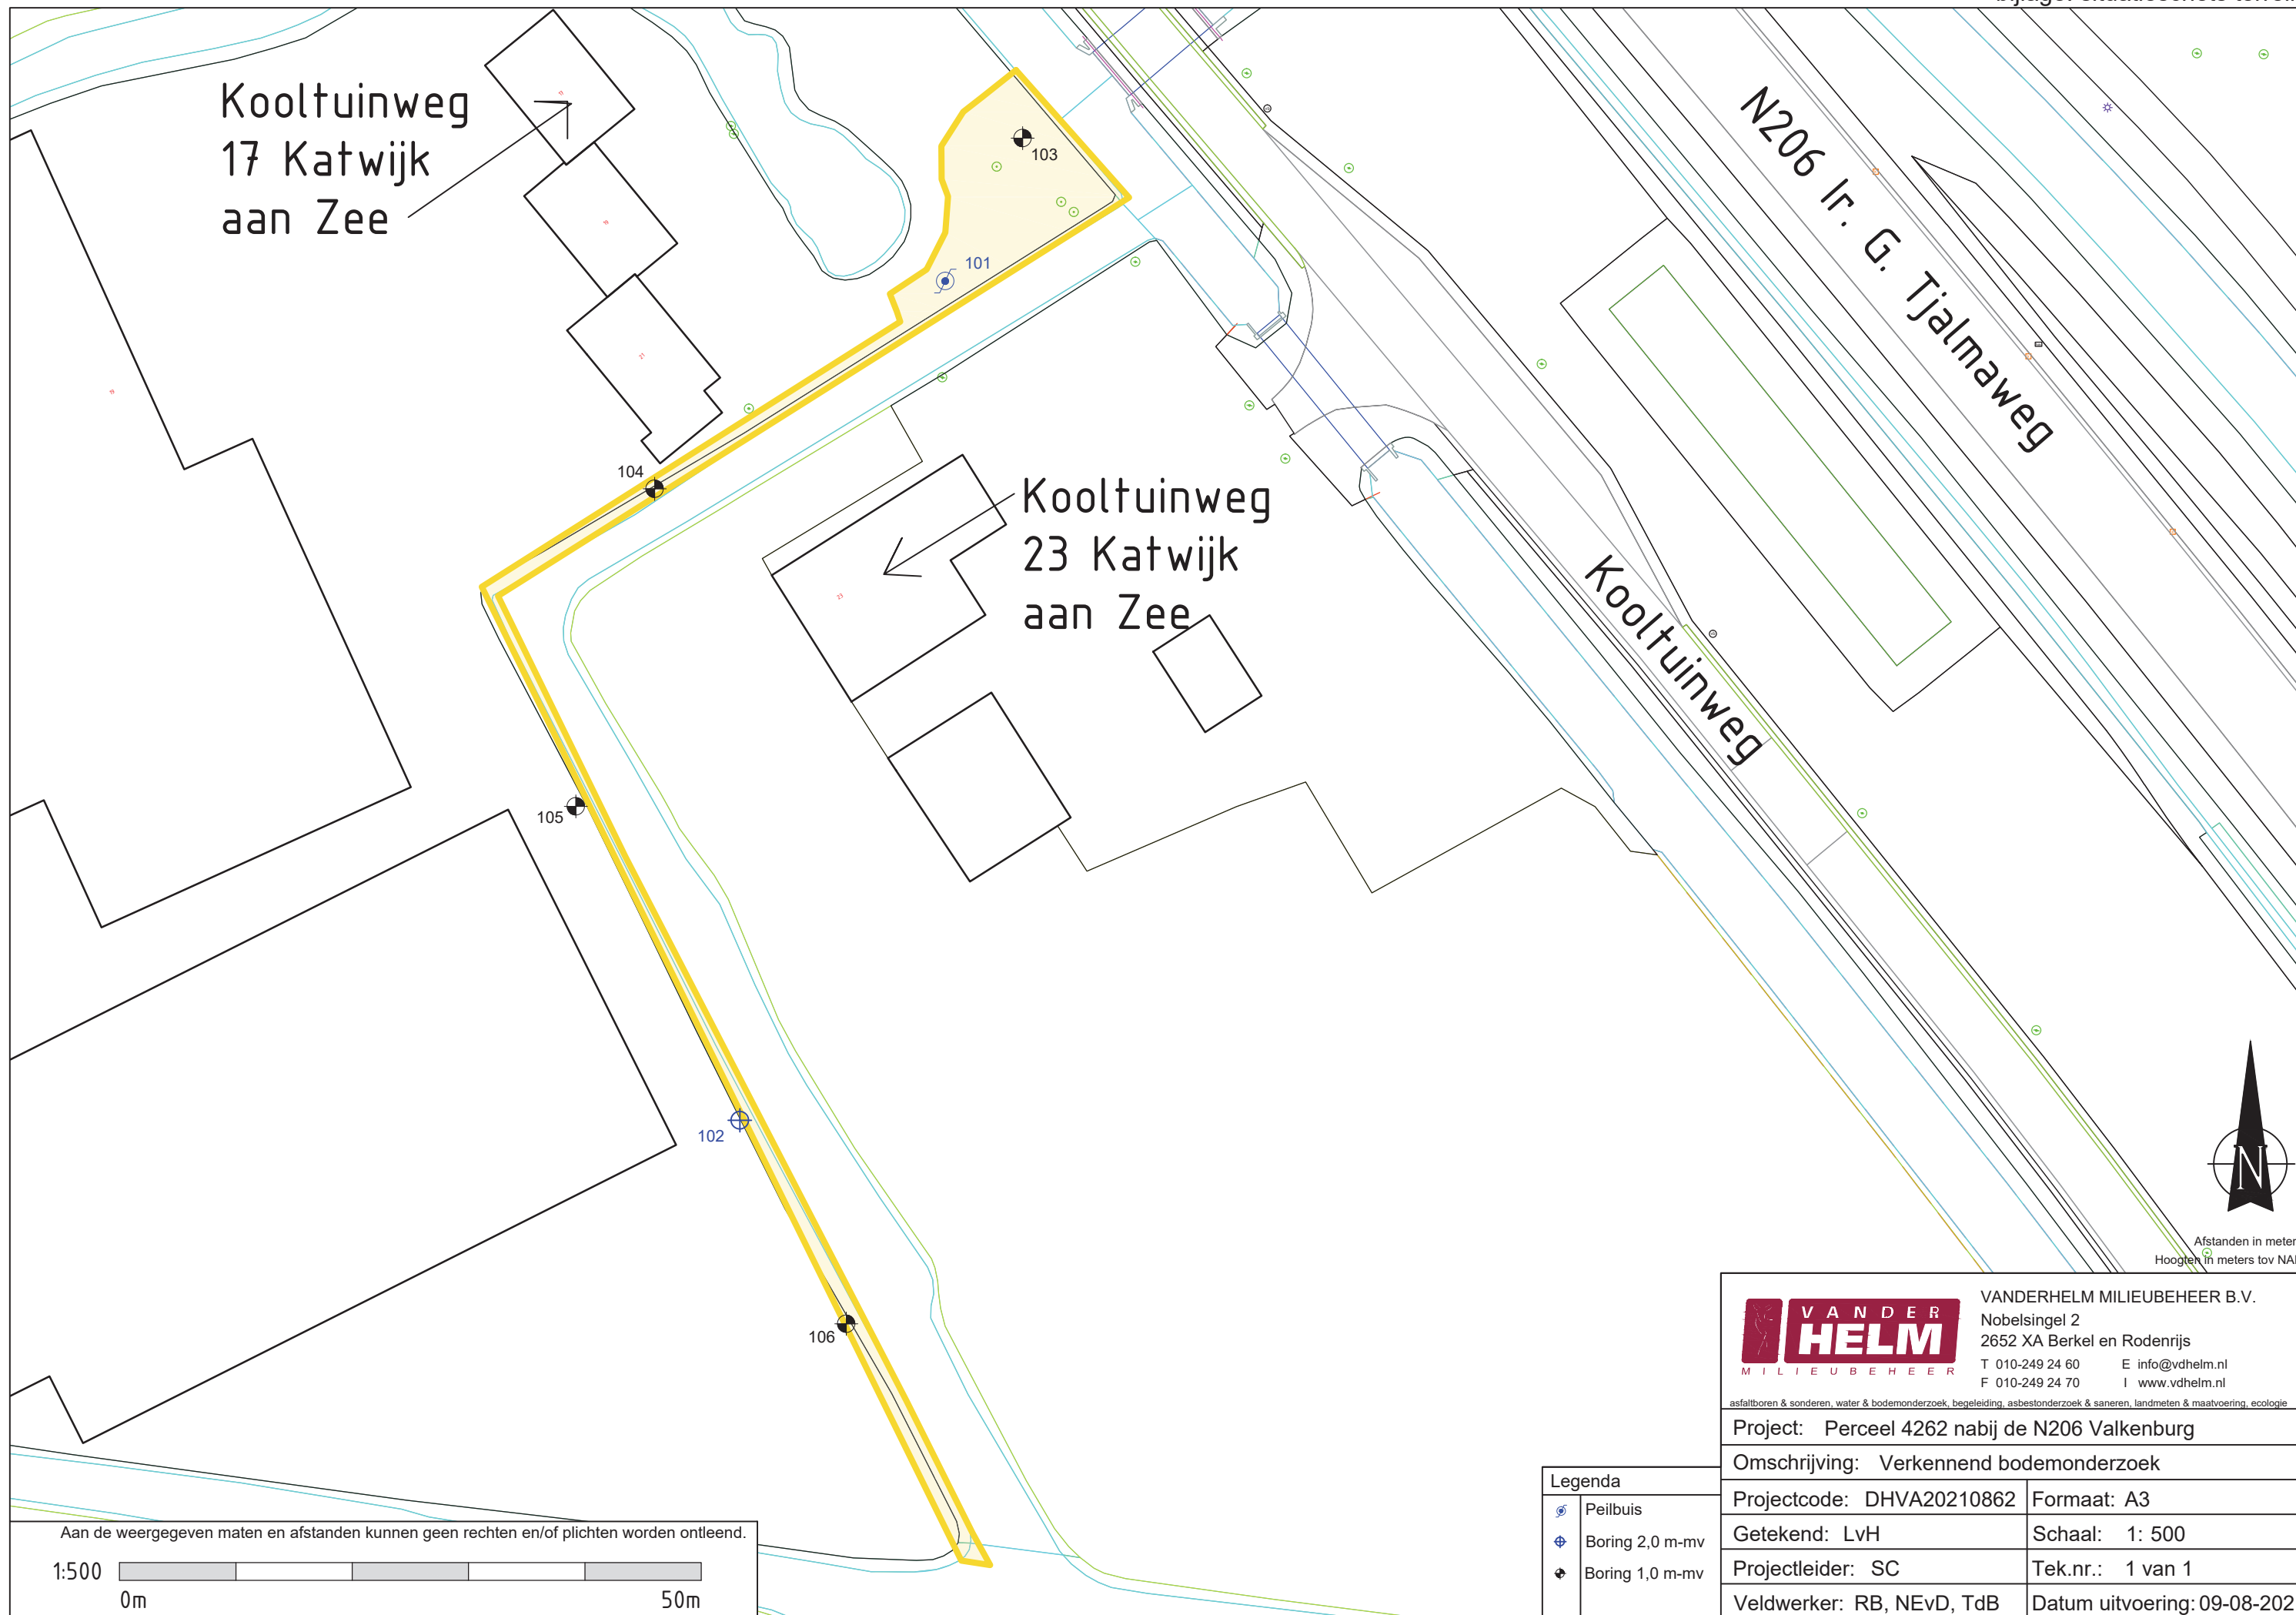 Kooltuinweg
17 Katwijk
aan Zee
103
101
104
Kooltuinweg
23 Katwijk
aan Zee
23
105
102
106
N206 Ir. G. Tjalmaweg
Kooltuinweg
N
Afstanden in meter
Hoogten in meters tov NA
Aan de weergegeven maten en afstanden kunnen geen rechten en/of plichten worden ontleend.
1:500
0m 50m
Legenda
Peilbuis
Boring 2,0 m-mv
Boring 1,0 m-mv
VANDER
HELM
MILIEUBEHEER
VANDERHELM MILIEUBEHEER B.V.
Nobelsingel 2
2652 XA Berkel en Rodenrijs
T 010-249 24 60 E info@vdhelm.nl
F 010-249 24 70 I www.vdhelm.nl
asfaltboren & sonderen, water & bodemonderzoek, begeleiding, asbestonderzoek & saneren, landmeten & maatvoering, ecologie
Project: Perceel 4262 nabij de N206 Valkenburg
Omschrijving: Verkennend bodemonderzoek
Projectcode: DHVA20210862 Formaat: A3
Getekend: LvH Schaal: 1: 500
Projectleider: SC Tek.nr.: 1 van 1
Veldwerker: RB, NEvD, TdB Datum uitvoering: 09-08-202